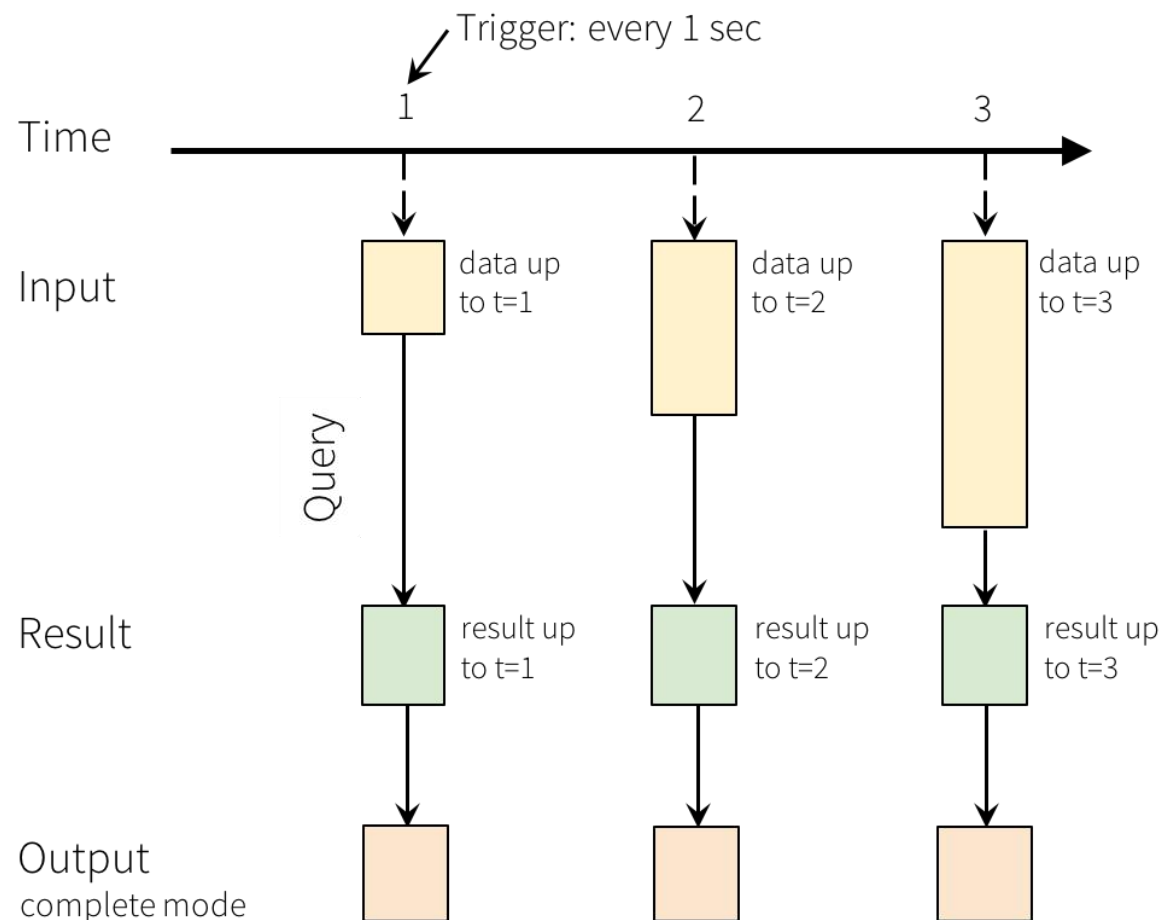 Trigger: every 1 sec
1 2 3
Time
Input
data up
to t=1
data up
to t=2
data up
to t=3
Query
Result
result up
to t=1
result up
to t=2
result up
to t=3
Output
complete mode